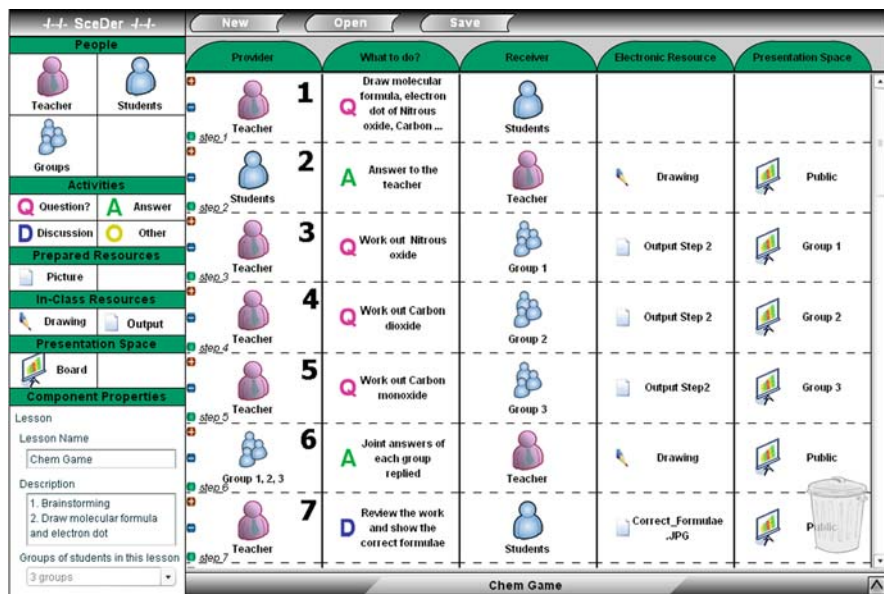 -/-/- SceDer -/-/-
New
Open
Save
People
Teacher
Students
Groups
Activities
Q Question?
A Answer
D Discussion
O Other
Prepared Resources
Picture
In-Class Resources
Drawing
Output
Presentation Space
Board
Component Properties
Lesson
Lesson Name
Chem Game
Description
1. Brainstorming
2. Draw molecular formula
and electron dot
Groups of students in this lesson
3 groups
Provider
What to do?
Receiver
Electronic Resource
Presentation Space
step 1
Teacher
1
Q
Draw molecular
formula, electron
dot of Nitrous
oxide, Carbon ...
Students
step 2
Students
2
A
Answer to the
teacher
Teacher
Drawing
Public
step 3
Teacher
3
Q
Work out Nitrous
oxide
Group 1
Output Step 2
Group 1
step 4
Teacher
4
Q
Work out Carbon
dioxide
Group 2
Output Step 2
Group 2
step 5
Teacher
5
Q
Work out Carbon
monoxide
Group 3
Output Step2
Group 3
step 6
Group 1, 2, 3
6
A
Joint answers of
each group
replied
Teacher
Drawing
Public
step 7
Teacher
7
D
Review the work
and show the
correct formulae
Students
Correct_Formulae
.JPG
Public
Chem Game